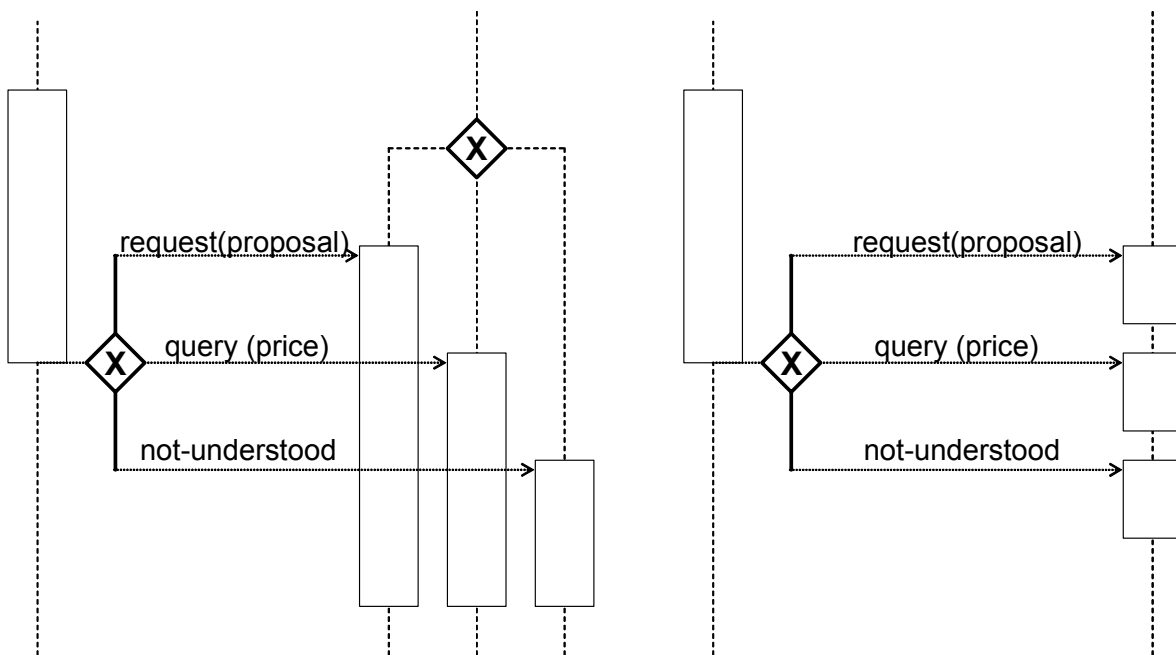 X
request(proposal)
X
query (price)
not-understood
request(proposal)
X
query (price)
not-understood